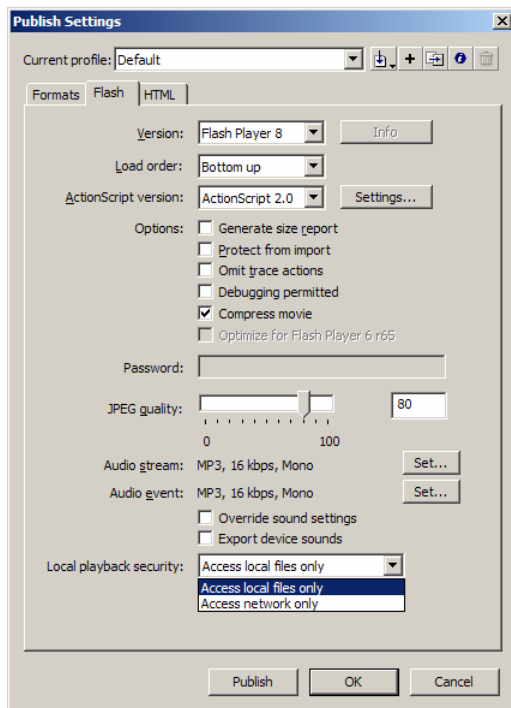 Publish Settings
Current profile: Default
Formats Flash HTML
Version: Flash Player 8 Info
Load order: Bottom up
ActionScript version: ActionScript 2.0 Settings...
Options: Generate size report
Protect from import
Omit trace actions
Debugging permitted
Compress movie
Optimize for Flash Player 6 r65
Password:
JPEG quality: 80
0 100
Audio stream: MP3, 16 kbps, Mono Set...
Audio event: MP3, 16 kbps, Mono Set...
Override sound settings
Export device sounds
Local playback security: Access local files only
Access local files only
Access network only
Publish OK Cancel